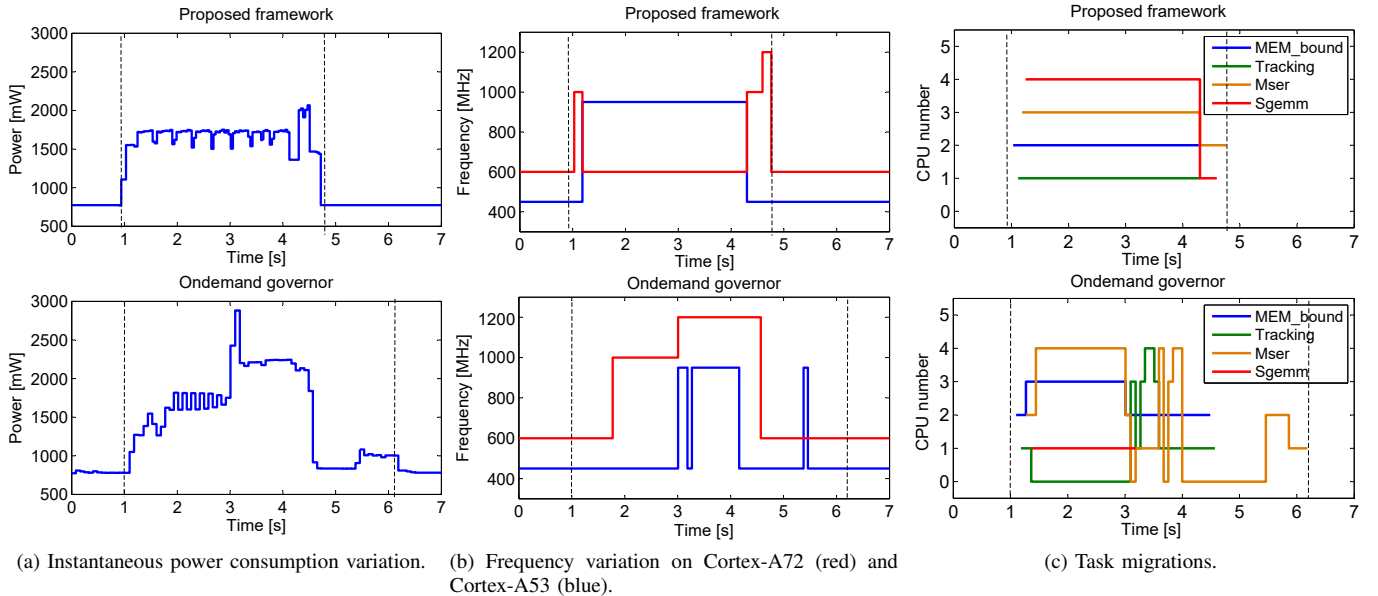 Proposed framework
3000
2500
2000
1500
1000
500
Power [mW]
0 1 2 3 4 5 6 7
Time [s]
Ondemand governor
3000
2500
2000
1500
1000
500
Power [mW]
0 1 2 3 4 5 6 7
Time [s]
(a) Instantaneous power consumption variation.
Proposed framework
1200
1000
800
600
400
Frequency [MHz]
0 1 2 3 4 5 6 7
Time [s]
Ondemand governor
1200
1000
800
600
400
Frequency [MHz]
0 1 2 3 4 5 6 7
Time [s]
(b) Frequency variation on Cortex-A72 (red) and
Cortex-A53 (blue).
Proposed framework
5
4
3
2
1
0
CPU number
MEM_bound
Tracking
Mser
Sgemm
0 1 2 3 4 5 6 7
Time [s]
Ondemand governor
5
4
3
2
1
0
CPU number
MEM_bound
Tracking
Mser
Sgemm
0 1 2 3 4 5 6 7
Time [s]
(c) Task migrations.